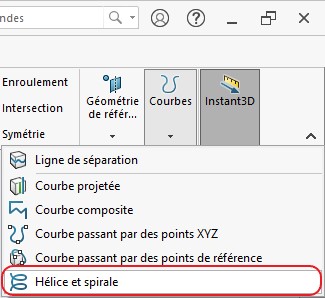 ndes
Enroulement
Intersection
Symétrie
Géométrie
de référ...
Courbes
Instant3D
Ligne de séparation
Courbe projetée
Courbe composite
Courbe passant par des points XYZ
Courbe passant par des points de référence
Hélice et spirale